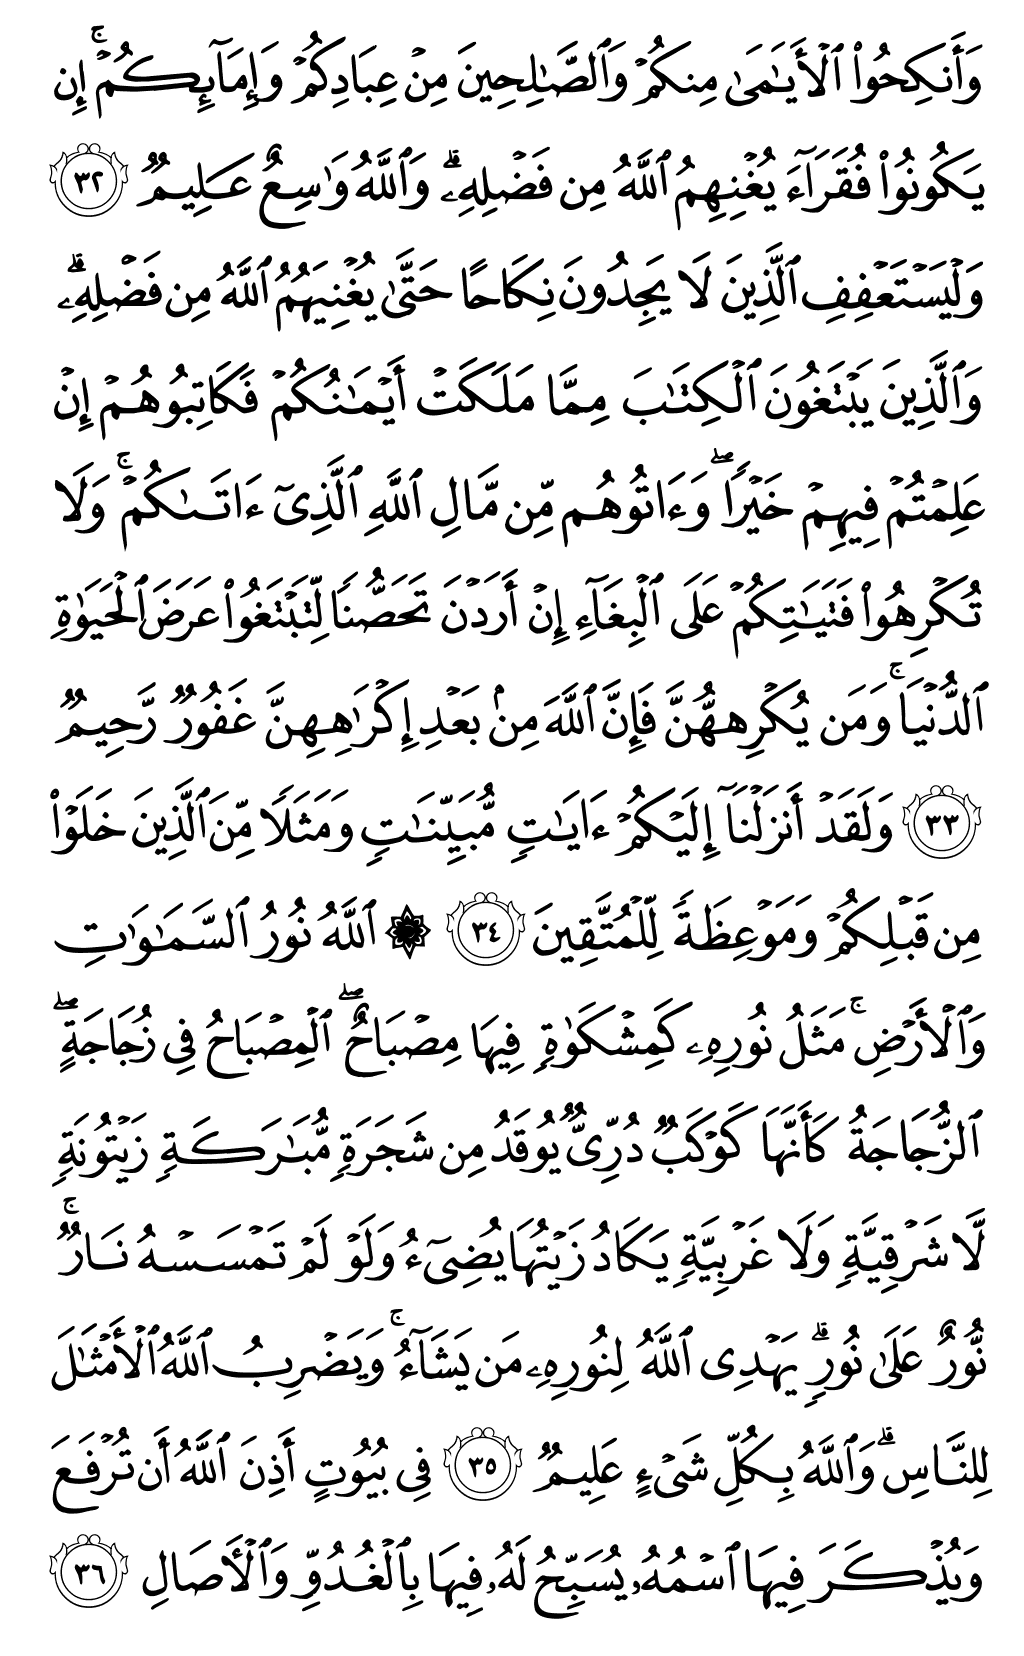 وَأَنكِحُوا۟ ٱلْأَيَـٰمَىٰ مِنكُمْ وَٱلصَّـٰلِحِينَ مِنْ عِبَادِكُمْ وَإِمَآئِكُمْ ۚ إِن
يَكُونُوا۟ فُقَرَآءَ يُغْنِهِمُ ٱللَّهُ مِن فَضْلِهِۦ ۗ وَٱللَّهُ وَٰسِعٌ عَلِيمٌ ٣٢
وَلْيَسْتَعْفِفِ ٱلَّذِينَ لَا يَجِدُونَ نِكَاحًا حَتَّىٰ يُغْنِيَهُمُ ٱللَّهُ مِن فَضْلِهِۦ ۗ
وَٱلَّذِينَ يَبْتَغُونَ ٱلْكِتَـٰبَ مِمَّا مَلَكَتْ أَيْمَـٰنُكُمْ فَكَاتِبُوهُمْ إِنْ
عَلِمْتُمْ فِيهِمْ خَيْرًا ۖ وَءَاتُوهُم مِّن مَّالِ ٱللَّهِ ٱلَّذِىٓ ءَاتَىٰكُمْ ۚ وَلَا
تُكْرِهُوا۟ فَتَيَـٰتِكُمْ عَلَى ٱلْبِغَآءِ إِنْ أَرَدْنَ تَحَصُّنًا لِّتَبْتَغُوا۟ عَرَضَ ٱلْحَيَوٰةِ
ٱلدُّنْيَا ۚ وَمَن يُكْرِههُّنَّ فَإِنَّ ٱللَّهَ مِنۢ بَعْدِ إِكْرَٰهِهِنَّ غَفُورٌ رَّحِيمٌ
٣٣ وَلَقَدْ أَنزَلْنَآ إِلَيْكُمْ ءَايَـٰتٍ مُّبَيِّنَـٰتٍ وَمَثَلًا مِّنَ ٱلَّذِينَ خَلَوْا۟
مِن قَبْلِكُمْ وَمَوْعِظَةً لِّلْمُتَّقِينَ ٣٤ ۞ ٱللَّهُ نُورُ ٱلسَّمَـٰوَٰتِ
وَٱلْأَرْضِ ۚ مَثَلُ نُورِهِۦ كَمِشْكَوٰةٍ فِيهَا مِصْبَاحٌ ۖ ٱلْمِصْبَاحُ فِى زُجَاجَةٍ ۖ
ٱلزُّجَاجَةُ كَأَنَّهَا كَوْكَبٌ دُرِّىٌّ يُوقَدُ مِن شَجَرَةٍ مُّبَـٰرَكَةٍ زَيْتُونَةٍ
لَّا شَرْقِيَّةٍ وَلَا غَرْبِيَّةٍ يَكَادُ زَيْتُهَا يُضِىٓءُ وَلَوْ لَمْ تَمْسَسْهُ نَارٌ ۚ
نُّورٌ عَلَىٰ نُورٍ ۗ يَهْدِى ٱللَّهُ لِنُورِهِۦ مَن يَشَآءُ ۚ وَيَضْرِبُ ٱللَّهُ ٱلْأَمْثَـٰلَ
لِلنَّاسِ ۗ وَٱللَّهُ بِكُلِّ شَىْءٍ عَلِيمٌ ٣٥ فِى بُيُوتٍ أَذِنَ ٱللَّهُ أَن تُرْفَعَ
وَيُذْكَرَ فِيهَا ٱسْمُهُۥ يُسَبِّحُ لَهُۥ فِيهَا بِٱلْغُدُوِّ وَٱلْـَٔاصَالِ ٣٦